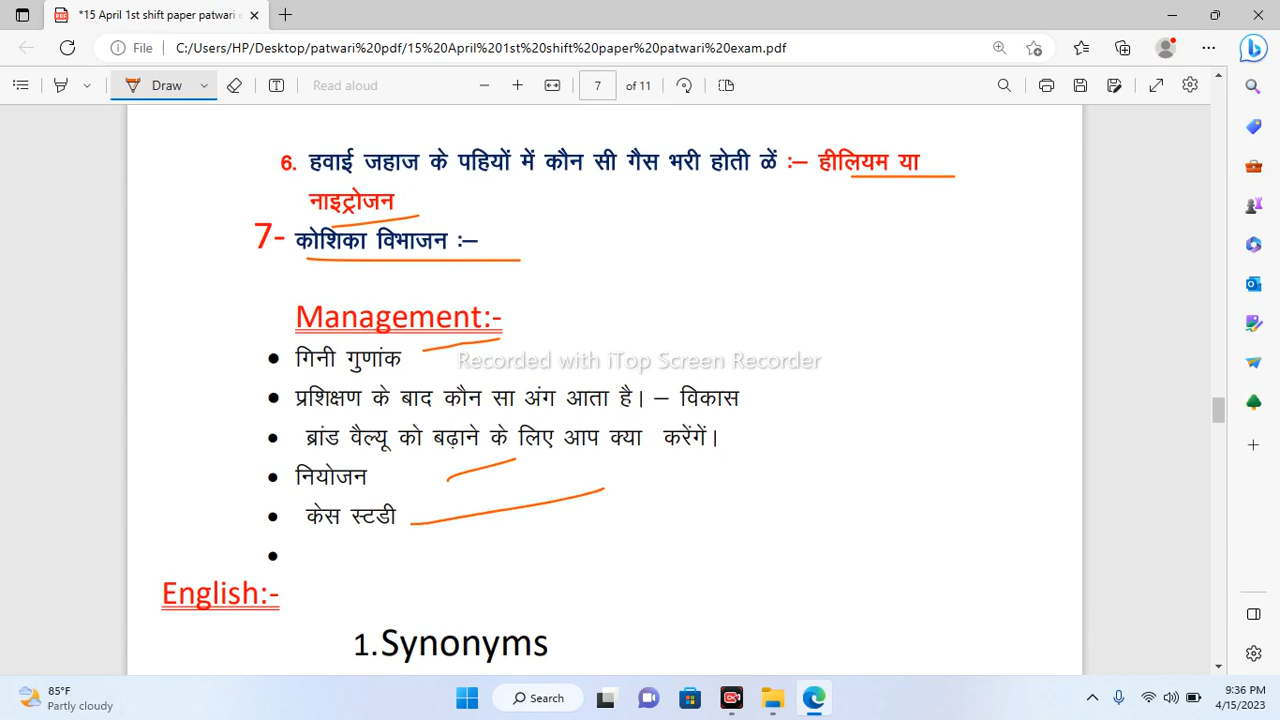 *15 April 1st shift paper patwari e
File
C:/Users/HP/Desktop/patwari%20pdf/15%20April%201st%20shift%20paper%20patwari%20exam.pdf
Draw
Read aloud
7
of 11
6. हवाई जहाज के पहियों में कौन सी गैस भरी होती ळें :– हीलियम या
नाइट्रोजन
7- कोशिका विभाजन :–
Management:-
Recorded with iTop Screen Recorder
• गिनी गुणांक
• प्रशिक्षण के बाद कौन सा अंग आता है। – विकास
• ब्रांड वैल्यू को बढ़ाने के लिए आप क्या करेंगें।
• नियोजन
• केस स्टडी
•
English:-
1.Synonyms
85°F
Partly cloudy
Search
9:36 PM
4/15/2023